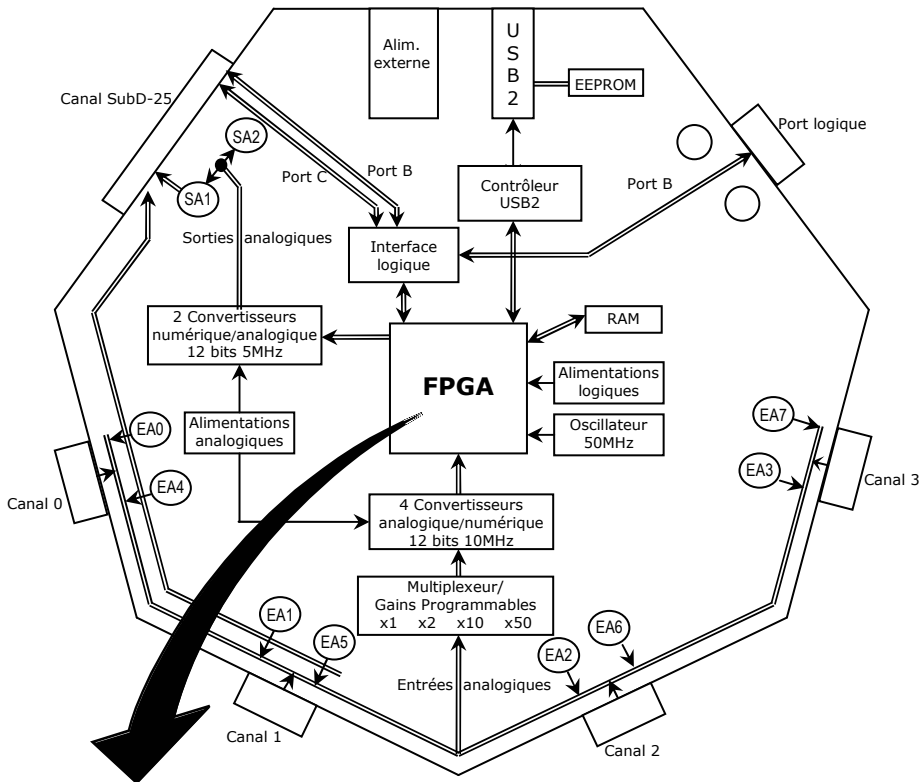 Alim.
externe
U
S
B
2
EEPROM
Canal SubD-25
Port logique
SA2
SA1
Port C
Port B
Port B
Contrôleur
USB2
Sorties analogiques
Interface
logique
2 Convertisseurs
numérique/analogique
12 bits 5MHz
RAM
FPGA
Alimentations
logiques
Alimentations
analogiques
Oscillateur
50MHz
EA0
EA4
EA7
EA3
Canal 0
Canal 3
4 Convertisseurs
analogique/numérique
12 bits 10MHz
Multiplexeur/
Gains Programmables
x1 x2 x10 x50
EA1
EA5
EA2
EA6
Entrées analogiques
Canal 1
Canal 2